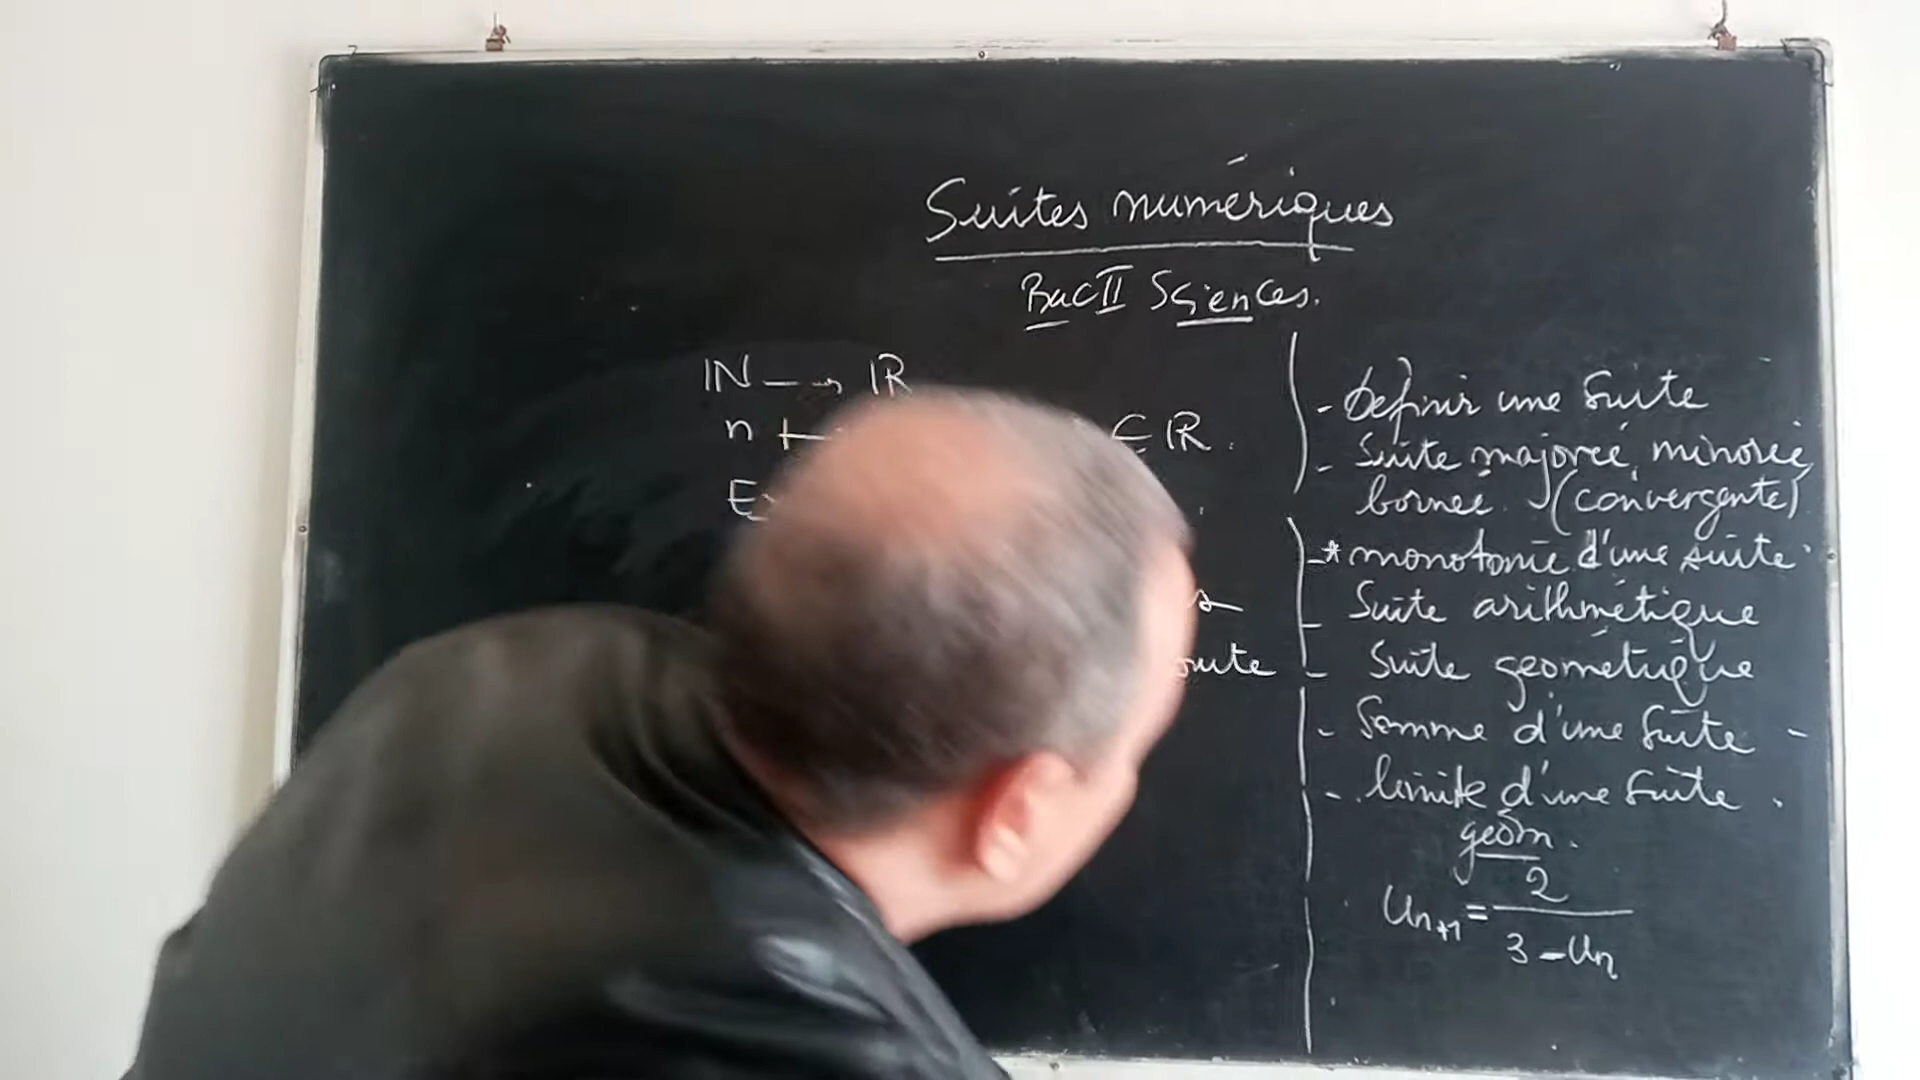 Suites numériques
Bac II Sciences.
IN → IR
n ∈ IR.
- Définir une suite
- Suite majorée, minorée,
bornée. (convergente)
-* monotonie d'une suite
- Suite arithmétique
- Suite géométrique
- Somme d'une suite -
- limite d'une suite.
géom.
Un+1 = 2 / 3 - Un